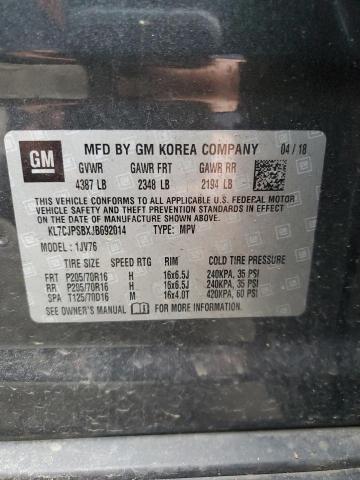 GM
MFD BY GM KOREA COMPANY 04 / 18
GVWR GAWR FRT GAWR RR
4387 LB 2348 LB 2194 LB
THIS VEHICLE CONFORMS TO ALL APPLICABLE U.S. FEDERAL MOTOR
VEHICLE SAFETY, BUMPER, AND THEFT PREVENTION STANDARDS IN EFFECT ON THE
DATE OF MANUFACTURE SHOWN ABOVE.
KL7CJPSBXJB692014 TYPE: MPV
MODEL: 1JV76
TIRE SIZE SPEED RTG RIM COLD TIRE PRESSURE
FRT P205/70R16 H 16x6.5J 240KPA, 35 PSI
RR P205/70R16 H 16x6.5J 240KPA, 35 PSI
SPA T125/70D16 M 16x4.0T 420KPA, 60 PSI
SEE OWNER'S MANUAL FOR MORE INFORMATION.